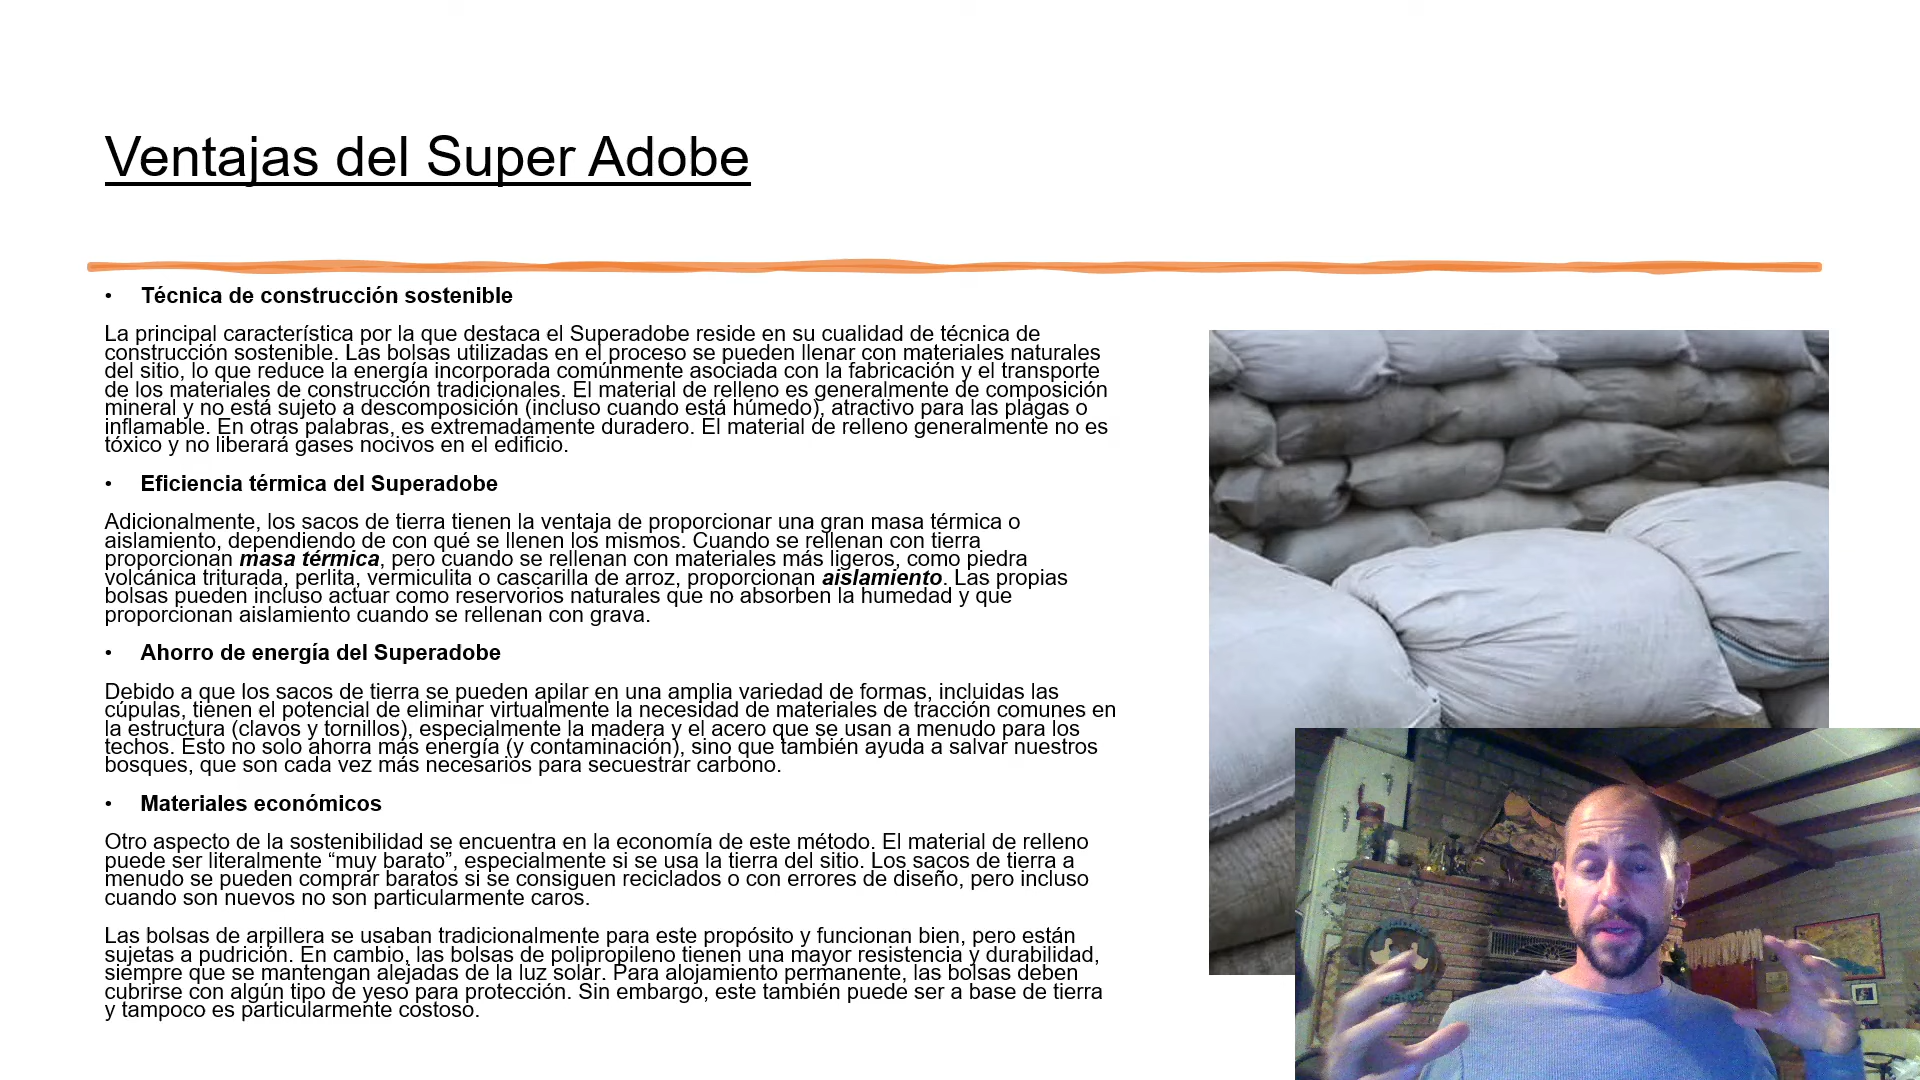 Ventajas del Super Adobe
• Técnica de construcción sostenible
La principal característica por la que destaca el Superadobe reside en su cualidad de técnica de
construcción sostenible. Las bolsas utilizadas en el proceso se pueden llenar con materiales naturales
del sitio, lo que reduce la energía incorporada comúnmente asociada con la fabricación y el transporte
de los materiales de construcción tradicionales. El material de relleno es generalmente de composición
mineral y no está sujeto a descomposición (incluso cuando está húmedo), atractivo para las plagas o
inflamable. En otras palabras, es extremadamente duradero. El material de relleno generalmente no es
tóxico y no liberará gases nocivos en el edificio.
• Eficiencia térmica del Superadobe
Adicionalmente, los sacos de tierra tienen la ventaja de proporcionar una gran masa térmica o
aislamiento, dependiendo de con qué se llenen los mismos. Cuando se rellenan con tierra
proporcionan masa térmica, pero cuando se rellenan con materiales más ligeros, como piedra
volcánica triturada, perlita, vermiculita o cascarilla de arroz, proporcionan aislamiento. Las propias
bolsas pueden incluso actuar como reservorios naturales que no absorben la humedad y que
proporcionan aislamiento cuando se rellenan con grava.
• Ahorro de energía del Superadobe
Debido a que los sacos de tierra se pueden apilar en una amplia variedad de formas, incluidas las
cúpulas, tienen el potencial de eliminar virtualmente la necesidad de materiales de tracción comunes en
la estructura (clavos y tornillos), especialmente la madera y el acero que se usan a menudo para los
techos. Esto no solo ahorra más energía (y contaminación), sino que también ayuda a salvar nuestros
bosques, que son cada vez más necesarios para secuestrar carbono.
• Materiales económicos
Otro aspecto de la sostenibilidad se encuentra en la economía de este método. El material de relleno
puede ser literalmente “muy barato”, especialmente si se usa la tierra del sitio. Los sacos de tierra a
menudo se pueden comprar baratos si se consiguen reciclados o con errores de diseño, pero incluso
cuando son nuevos no son particularmente caros.
Las bolsas de arpillera se usaban tradicionalmente para este propósito y funcionan bien, pero están
sujetas a pudrición. En cambio, las bolsas de polipropileno tienen una mayor resistencia y durabilidad,
siempre que se mantengan alejadas de la luz solar. Para alojamiento permanente, las bolsas deben
cubrirse con algún tipo de yeso para protección. Sin embargo, este también puede ser a base de tierra
y tampoco es particularmente costoso.